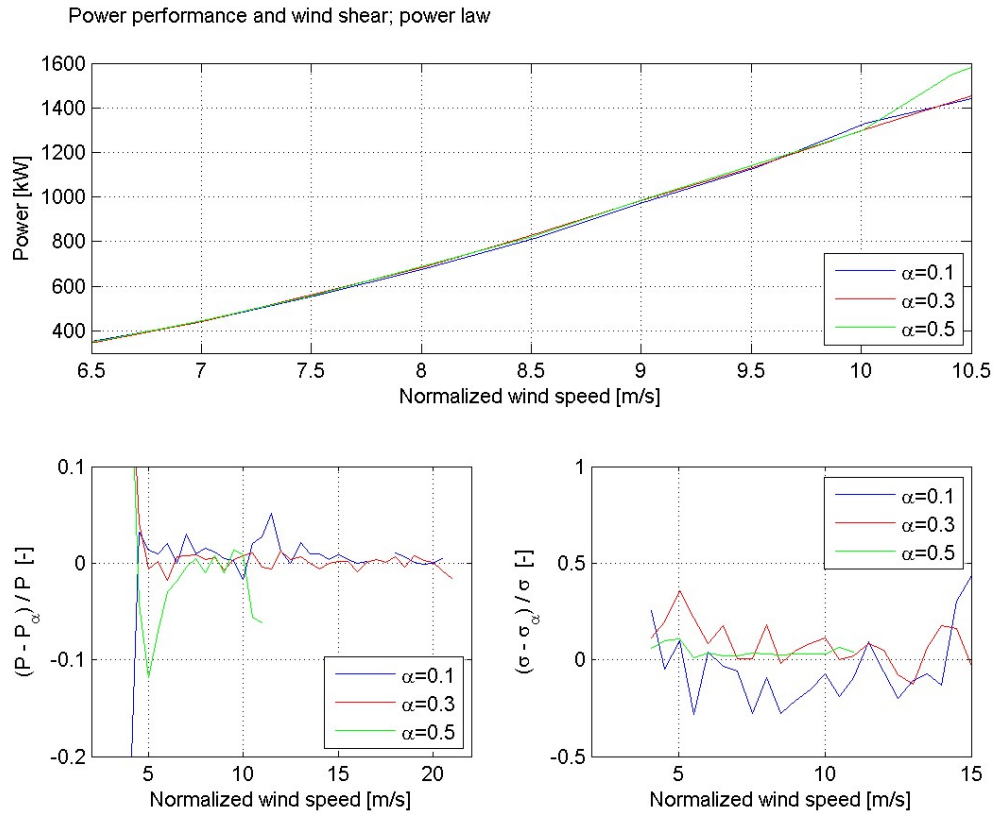 Power performance and wind shear; power law
1600
1400
1200
1000
800
600
400
Power [kW]
6.5 7 7.5 8 8.5 9 9.5 10 10.5
Normalized wind speed [m/s]
α=0.1
α=0.3
α=0.5
0.1
0
-0.1
-0.2
(P - Pα) / P [-]
5 10 15 20
Normalized wind speed [m/s]
α=0.1
α=0.3
α=0.5
1
0.5
0
-0.5
(σ - σα) / σ [-]
5 10 15
Normalized wind speed [m/s]
α=0.1
α=0.3
α=0.5